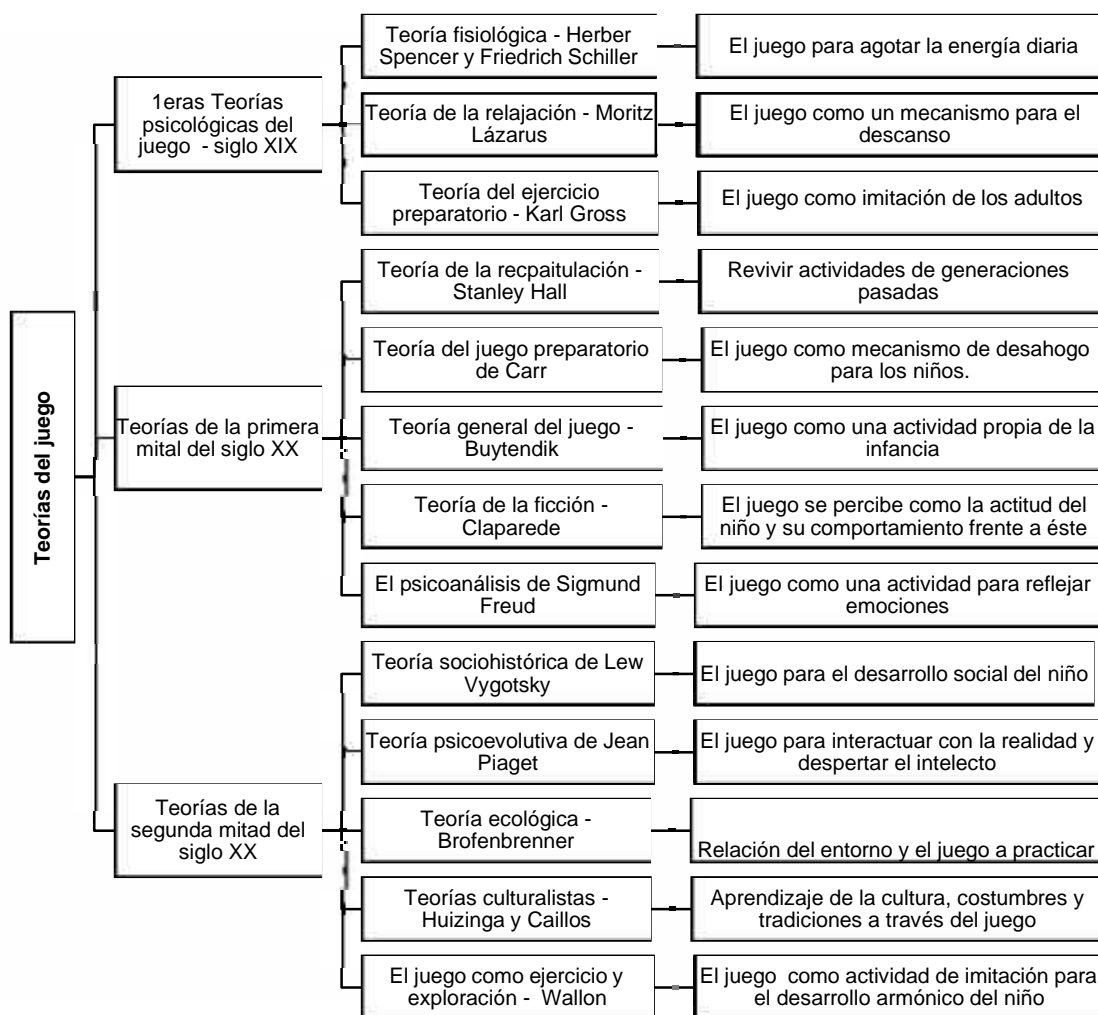 Teorías del juego
1eras Teorías
psicológicas del
juego - siglo XIX
Teoría fisiológica - Herber
Spencer y Friedrich Schiller
El juego para agotar la energía diaria
Teoría de la relajación - Moritz
Lázarus
El juego como un mecanismo para el
descanso
Teoría del ejercicio
preparatorio - Karl Gross
El juego como imitación de los adultos
Teorías de la primera
mital del siglo XX
Teoría de la recpaitulación -
Stanley Hall
Revivir actividades de generaciones
pasadas
Teoría del juego preparatorio
de Carr
El juego como mecanismo de desahogo
para los niños.
Teoría general del juego -
Buytendik
El juego como una actividad propia de la
infancia
Teoría de la ficción -
Claparede
El juego se percibe como la actitud del
niño y su comportamiento frente a éste
El psicoanálisis de Sigmund
Freud
El juego como una actividad para reflejar
emociones
Teorías de la
segunda mitad del
siglo XX
Teoría sociohistórica de Lew
Vygotsky
El juego para el desarrollo social del niño
Teoría psicoevolutiva de Jean
Piaget
El juego para interactuar con la realidad y
despertar el intelecto
Teoría ecológica -
Brofenbrenner
Relación del entorno y el juego a practicar
Teorías culturalistas -
Huizinga y Caillos
Aprendizaje de la cultura, costumbres y
tradiciones a través del juego
El juego como ejercicio y
exploración - Wallon
El juego como actividad de imitación para
el desarrollo armónico del niño